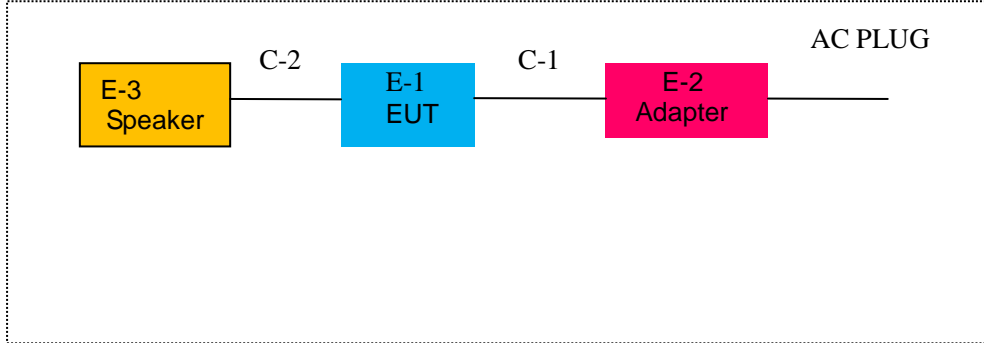 AC PLUG
C-2
C-1
E-3
Speaker
E-1
EUT
E-2
Adapter